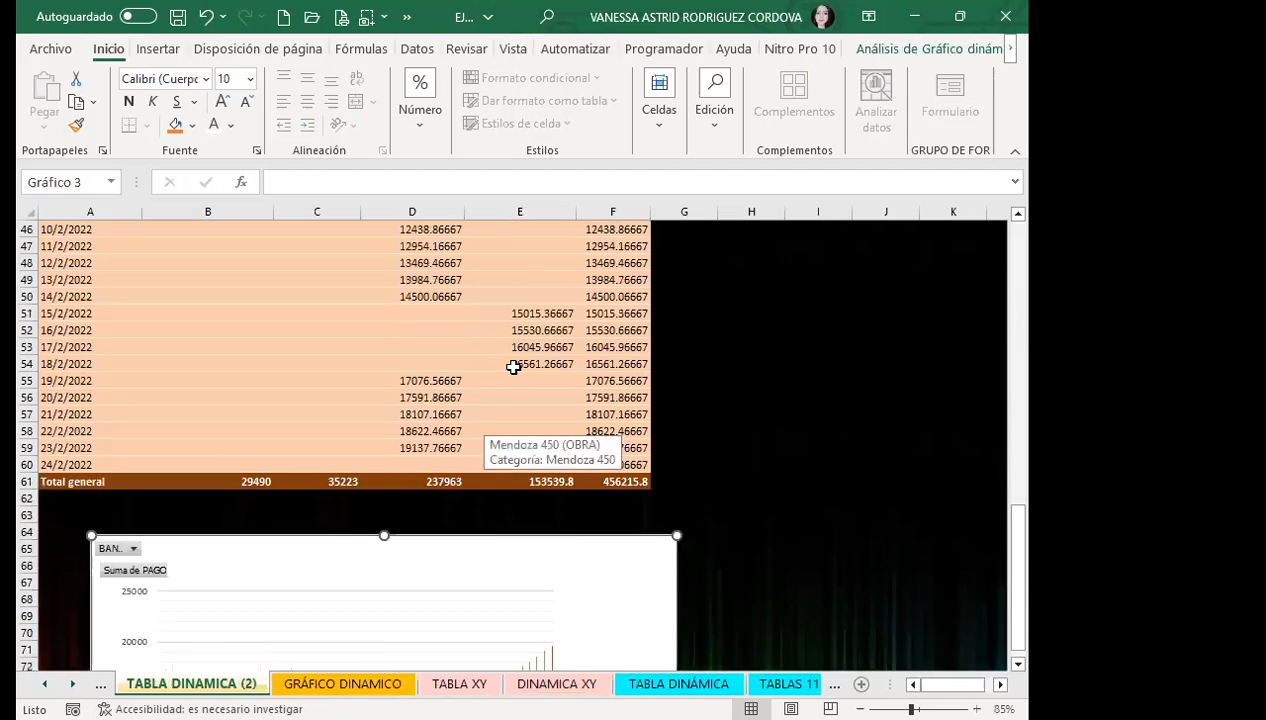 Autoguardado
EJ...
VANESSA ASTRID RODRIGUEZ CORDOVA
Archivo Inicio Insertar Disposición de página Fórmulas Datos Revisar Vista Automatizar Programador Ayuda Nitro Pro 10 Análisis de Gráfico dinám
Pegar
Calibri (Cuerpo 10
N K S A A
A
Número
Formato condicional
Dar formato como tabla
Estilos de celda
Celdas
Edición
Complementos
Analizar datos
Formulario
Portapapeles Fuente Alineación Estilos Complementos GRUPO DE FOR
Gráfico 3
fx
A B C D E F G H I J K
46 10/2/2022 12438.86667 12438.86667
47 11/2/2022 12954.16667 12954.16667
48 12/2/2022 13469.46667 13469.46667
49 13/2/2022 13984.76667 13984.76667
50 14/2/2022 14500.06667 14500.06667
51 15/2/2022 15015.36667 15015.36667
52 16/2/2022 15530.66667 15530.66667
53 17/2/2022 16045.96667 16045.96667
54 18/2/2022 6561.26667 16561.26667
55 19/2/2022 17076.56667 17076.56667
56 20/2/2022 17591.86667 17591.86667
57 21/2/2022 18107.16667 18107.16667
58 22/2/2022 18622.46667 18622.46667
59 23/2/2022 19137.76667
60 24/2/2022
Mendoza 450 (OBRA)
Categoría: Mendoza 450
61 Total general 29490 35223 237963 153539.8 456215.8
62
63
64
65
66
67
68
69
70
71
72
BAN..
Suma de PAGO
25000
20000
... TABLA DINAMICA (2) GRÁFICO DINAMICO TABLA XY DINAMICA XY TABLA DINÁMICA TABLAS 11 ...
Listo
Accesibilidad: es necesario investigar
85%